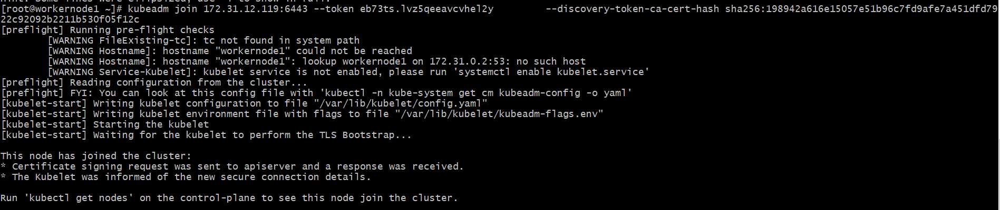 [root@workernode1 ~]# kubeadm join 172.31.12.119:6443 --token eb73ts.lvz5qeeavcvhel2y         --discovery-token-ca-cert-hash sha256:198942a616e15057e51b96c7fd9afe7a451dfd79
22c92092b2211b530f05f12c
[preflight] Running pre-flight checks
        [WARNING FileExisting-tc]: tc not found in system path
        [WARNING Hostname]: hostname "workernode1" could not be reached
        [WARNING Hostname]: hostname "workernode1": lookup workernode1 on 172.31.0.2:53: no such host
        [WARNING Service-Kubelet]: kubelet service is not enabled, please run 'systemctl enable kubelet.service'
[preflight] Reading configuration from the cluster...
[preflight] FYI: You can look at this config file with 'kubectl -n kube-system get cm kubeadm-config -o yaml'
[kubelet-start] Writing kubelet configuration to file "/var/lib/kubelet/config.yaml"
[kubelet-start] Writing kubelet environment file with flags to file "/var/lib/kubelet/kubeadm-flags.env"
[kubelet-start] Starting the kubelet
[kubelet-start] Waiting for the kubelet to perform the TLS Bootstrap...

This node has joined the cluster:
* Certificate signing request was sent to apiserver and a response was received.
* The Kubelet was informed of the new secure connection details.

Run 'kubectl get nodes' on the control-plane to see this node join the cluster.